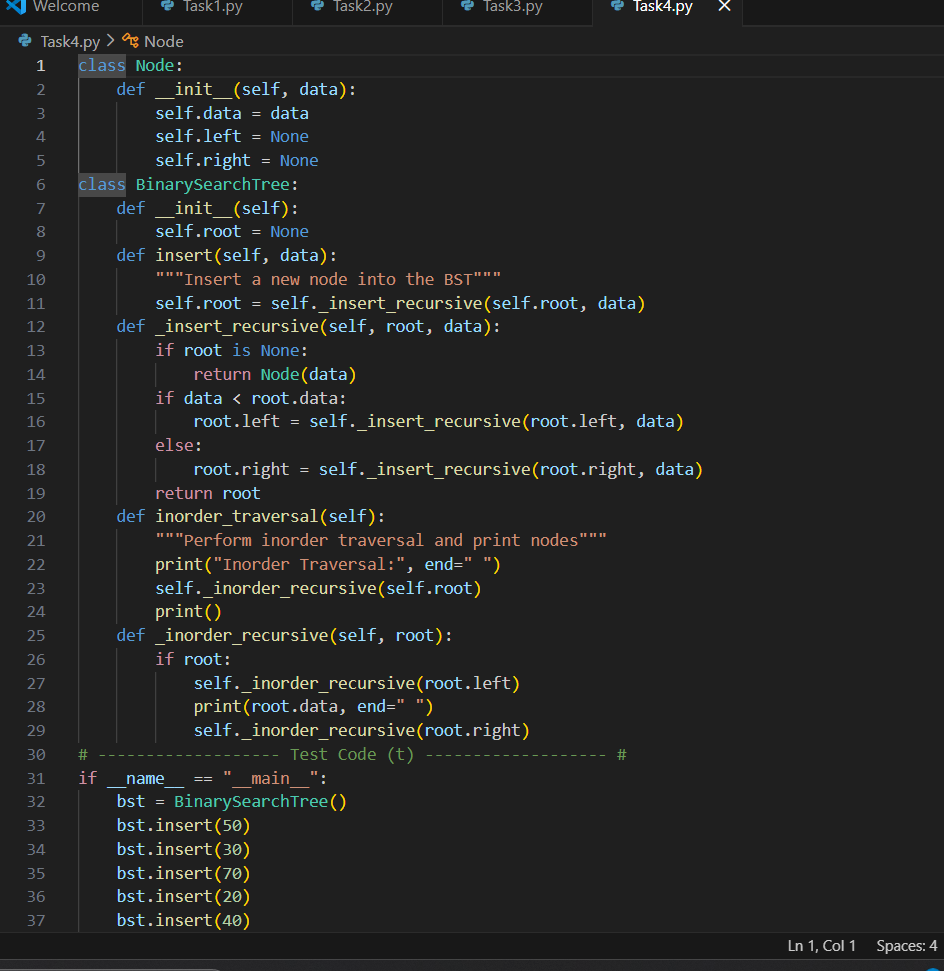 Welcome Task1.py Task2.py Task3.py Task4.py
Task4.py > Node
1 class Node:
2     def __init__(self, data):
3         self.data = data
4         self.left = None
5         self.right = None
6 class BinarySearchTree:
7     def __init__(self):
8         self.root = None
9     def insert(self, data):
10         """Insert a new node into the BST"""
11         self.root = self._insert_recursive(self.root, data)
12     def _insert_recursive(self, root, data):
13         if root is None:
14             return Node(data)
15         if data < root.data:
16             root.left = self._insert_recursive(root.left, data)
17         else:
18             root.right = self._insert_recursive(root.right, data)
19         return root
20     def inorder_traversal(self):
21         """Perform inorder traversal and print nodes"""
22         print("Inorder Traversal:", end=" ")
23         self._inorder_recursive(self.root)
24         print()
25     def _inorder_recursive(self, root):
26         if root:
27             self._inorder_recursive(root.left)
28             print(root.data, end=" ")
29             self._inorder_recursive(root.right)
30 # ------------------- Test Code (t) ------------------- #
31 if __name__ == "__main__":
32     bst = BinarySearchTree()
33     bst.insert(50)
34     bst.insert(30)
35     bst.insert(70)
36     bst.insert(20)
37     bst.insert(40)
Ln 1, Col 1 Spaces: 4